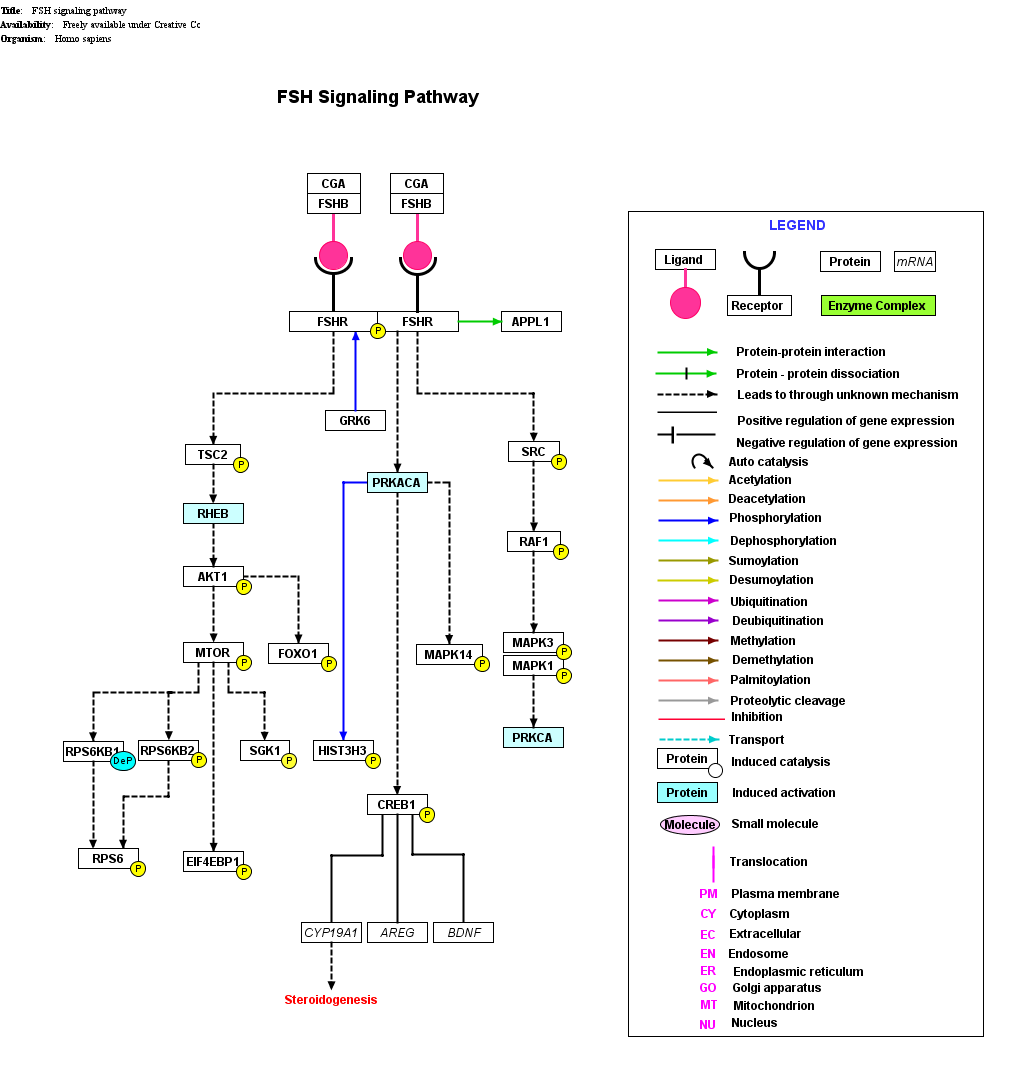 Title: FSH signaling pathway
Availability: Freely available under Creative Cc
Organism: Homo sapiens
FSH Signaling Pathway
CGA CGA
FSHB FSHB
FSHR P FSHR APPL1
GRK6
TSC2 P
SRC P
PRKACA
RHEB
RAF1 P
AKT1 P
MTOR P
FOXO1 P
MAPK14 P
MAPK3 P
MAPK1 P
PRKCA
RPS6KB1 DeP
RPS6KB2 P
SGK1 P
HIST3H3 P
CREB1 P
RPS6 P
EIF4EBP1 P
CYP19A1 AREG BDNF
Steroidogenesis
LEGEND
Ligand
Receptor
Protein
mRNA
Enzyme Complex
Protein-protein interaction
Protein - protein dissociation
Leads to through unknown mechanism
Positive regulation of gene expression
Negative regulation of gene expression
Auto catalysis
Acetylation
Deacetylation
Phosphorylation
Dephosphorylation
Sumoylation
Desumoylation
Ubiquitination
Deubiquitination
Methylation
Demethylation
Palmitoylation
Proteolytic cleavage
Inhibition
Transport
Protein Induced catalysis
Protein Induced activation
Molecule Small molecule
Translocation
PM Plasma membrane
CY Cytoplasm
EC Extracellular
EN Endosome
ER Endoplasmic reticulum
GO Golgi apparatus
MT Mitochondrion
NU Nucleus